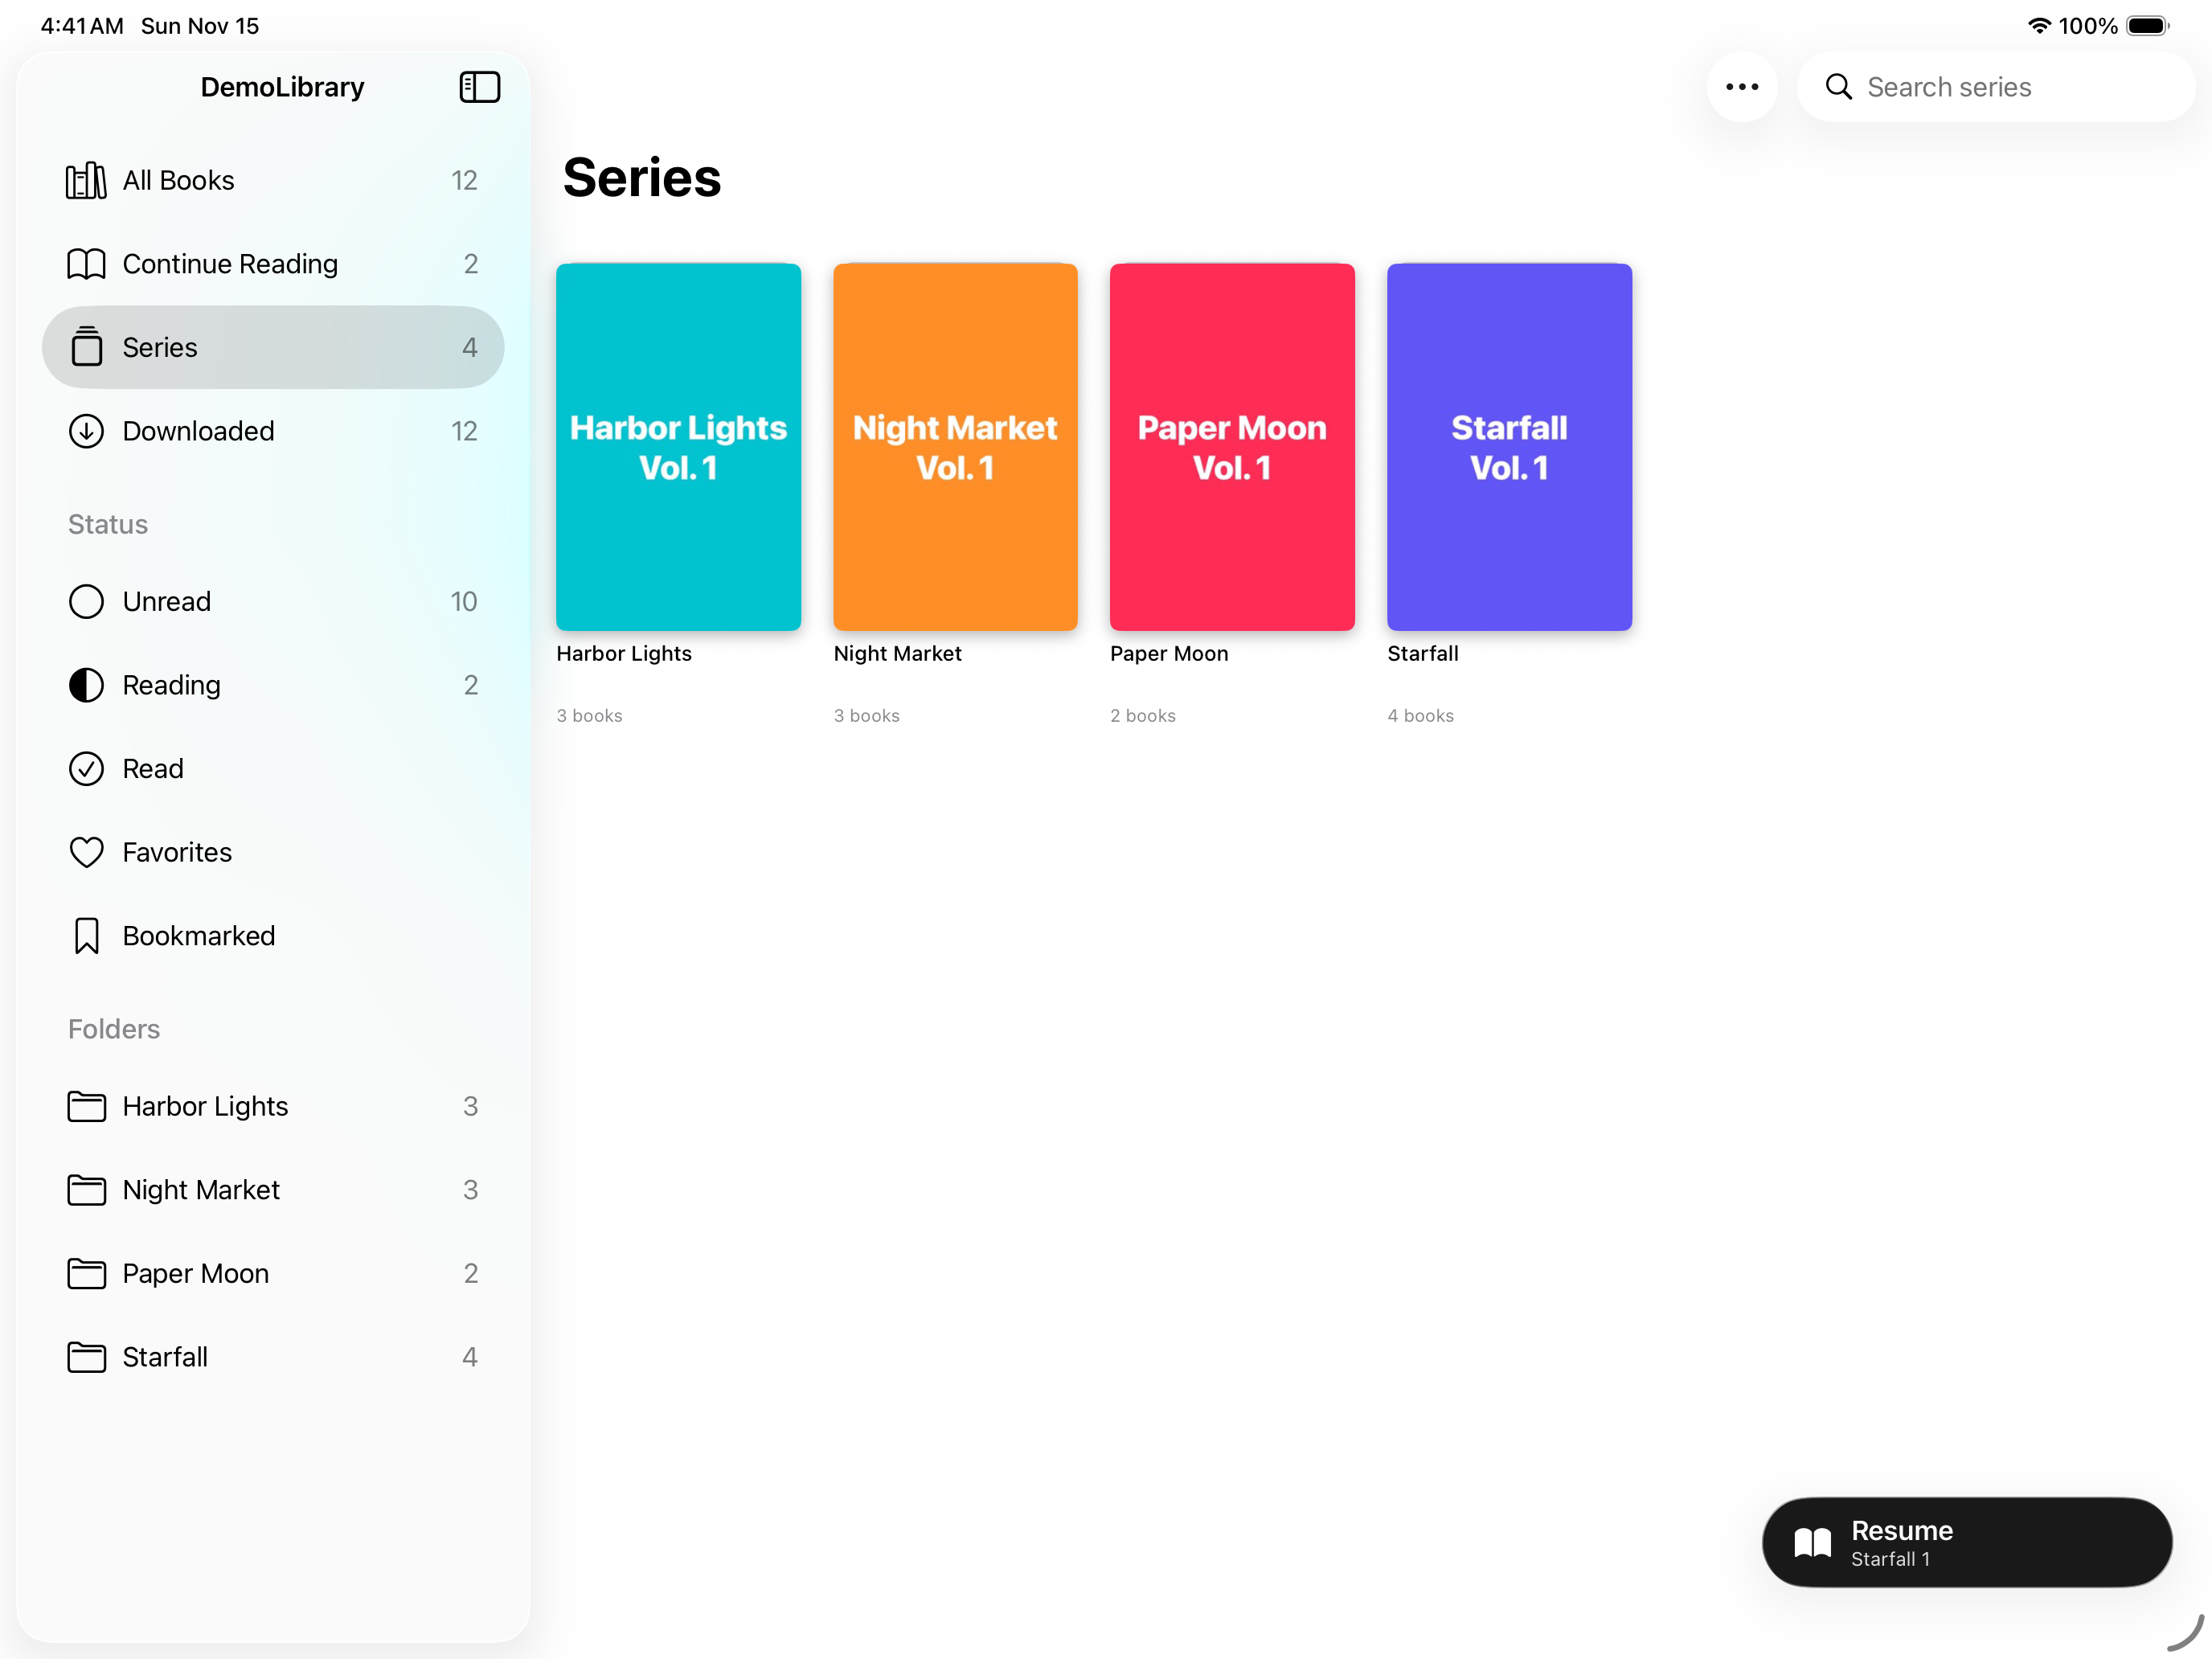 4:41 AM Sun Nov 15
100%
DemoLibrary
All Books 12
Continue Reading 2
Series 4
Downloaded 12
Status
Unread 10
Reading 2
Read
Favorites
Bookmarked
Folders
Harbor Lights 3
Night Market 3
Paper Moon 2
Starfall 4
Search series
Series
Harbor Lights
Vol. 1
Night Market
Vol. 1
Paper Moon
Vol. 1
Starfall
Vol. 1
Harbor Lights
3 books
Night Market
3 books
Paper Moon
2 books
Starfall
4 books
Resume
Starfall 1